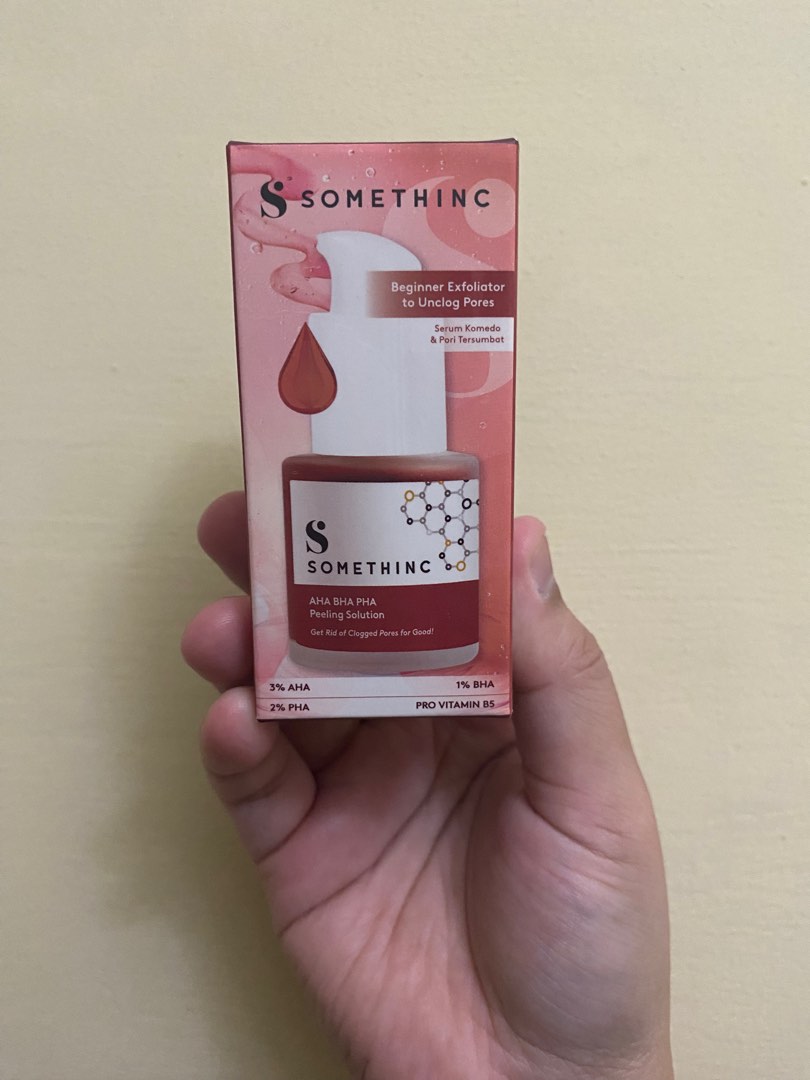 SOMETHINC
Beginner Exfoliator
to Unclog Pores
Serum Komedo
& Pori Tersumbat
SOMETHINC
AHA BHA PHA
Peeling Solution
Get Rid of Clogged Pores for Good!
3% AHA
1% BHA
2% PHA
PRO VITAMIN B5